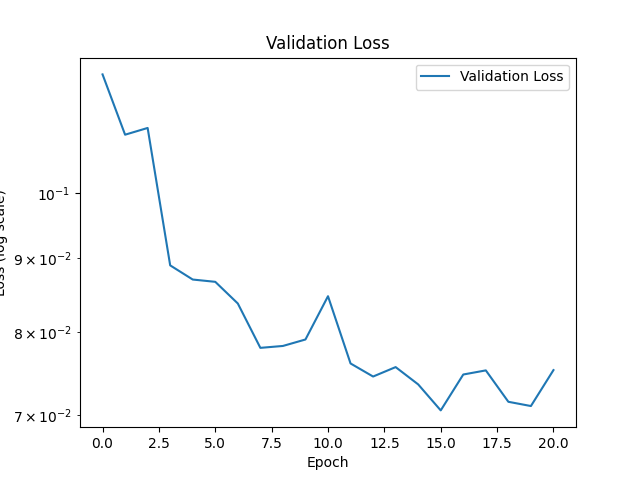 Validation Loss
Validation Loss
10⁻¹
9 × 10⁻²
8 × 10⁻²
7 × 10⁻²
(log scale)
0.0 2.5 5.0 7.5 10.0 12.5 15.0 17.5 20.0
Epoch